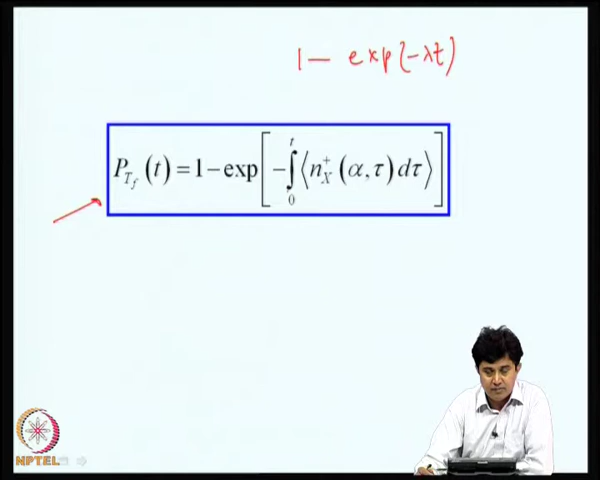 1 - exp(-λt)
P_{T_f}(t) = 1 - exp[-∫_0^t ⟨n_X^+(α,τ)dτ⟩]
NPTEL